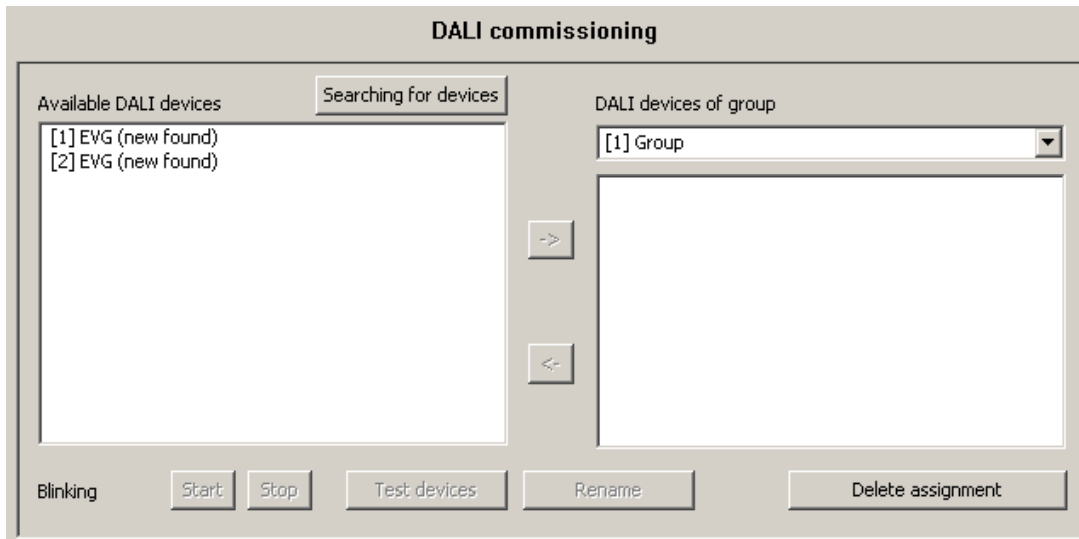 DALI commissioning
Available DALI devices
Searching for devices
[1] EVG (new found)
[2] EVG (new found)
->
<-
DALI devices of group
[1] Group
Blinking
Start
Stop
Test devices
Rename
Delete assignment